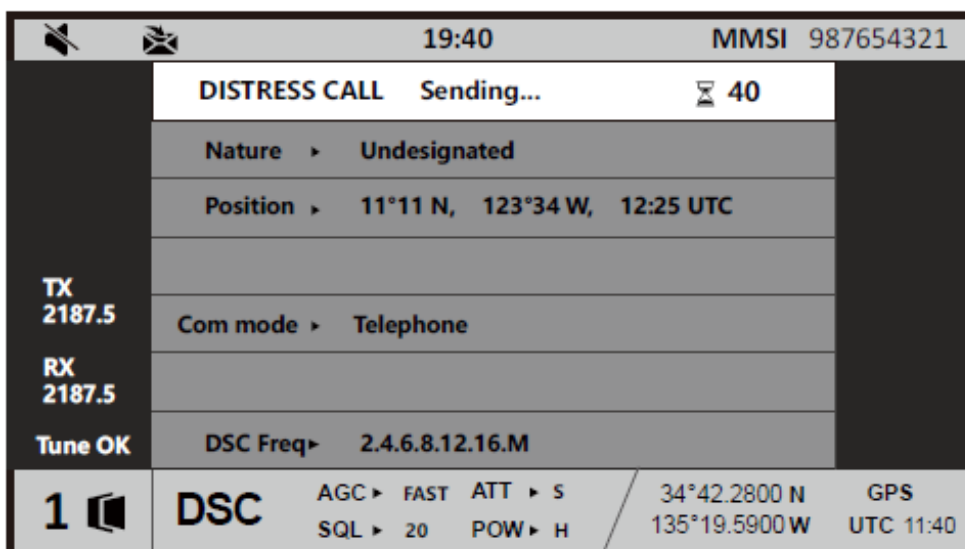 19:40 MMSI 987654321
DISTRESS CALL Sending... 40
Nature ▸ Undesignated
Position ▸ 11°11 N, 123°34 W, 12:25 UTC
TX
2187.5
Com mode ▸ Telephone
RX
2187.5
Tune OK
DSC Freq▸ 2.4.6.8.12.16.M
1 DSC
AGC ▸ FAST ATT ▸ S
SQL ▸ 20 POW ▸ H
34°42.2800 N GPS
135°19.5900 W UTC 11:40